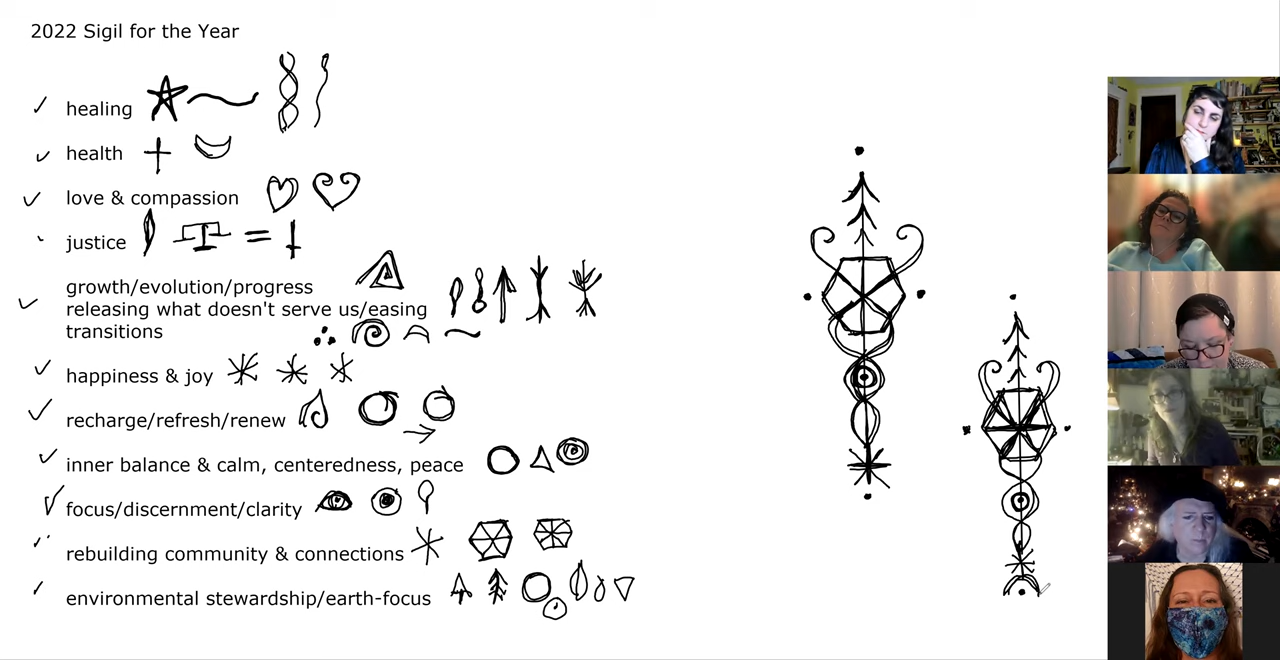 2022 Sigil for the Year
healing
health
love & compassion
justice
growth/evolution/progress
releasing what doesn't serve us/easing
transitions
happiness & joy
recharge/refresh/renew
inner balance & calm, centeredness, peace
focus/discernment/clarity
rebuilding community & connections
environmental stewardship/earth-focus